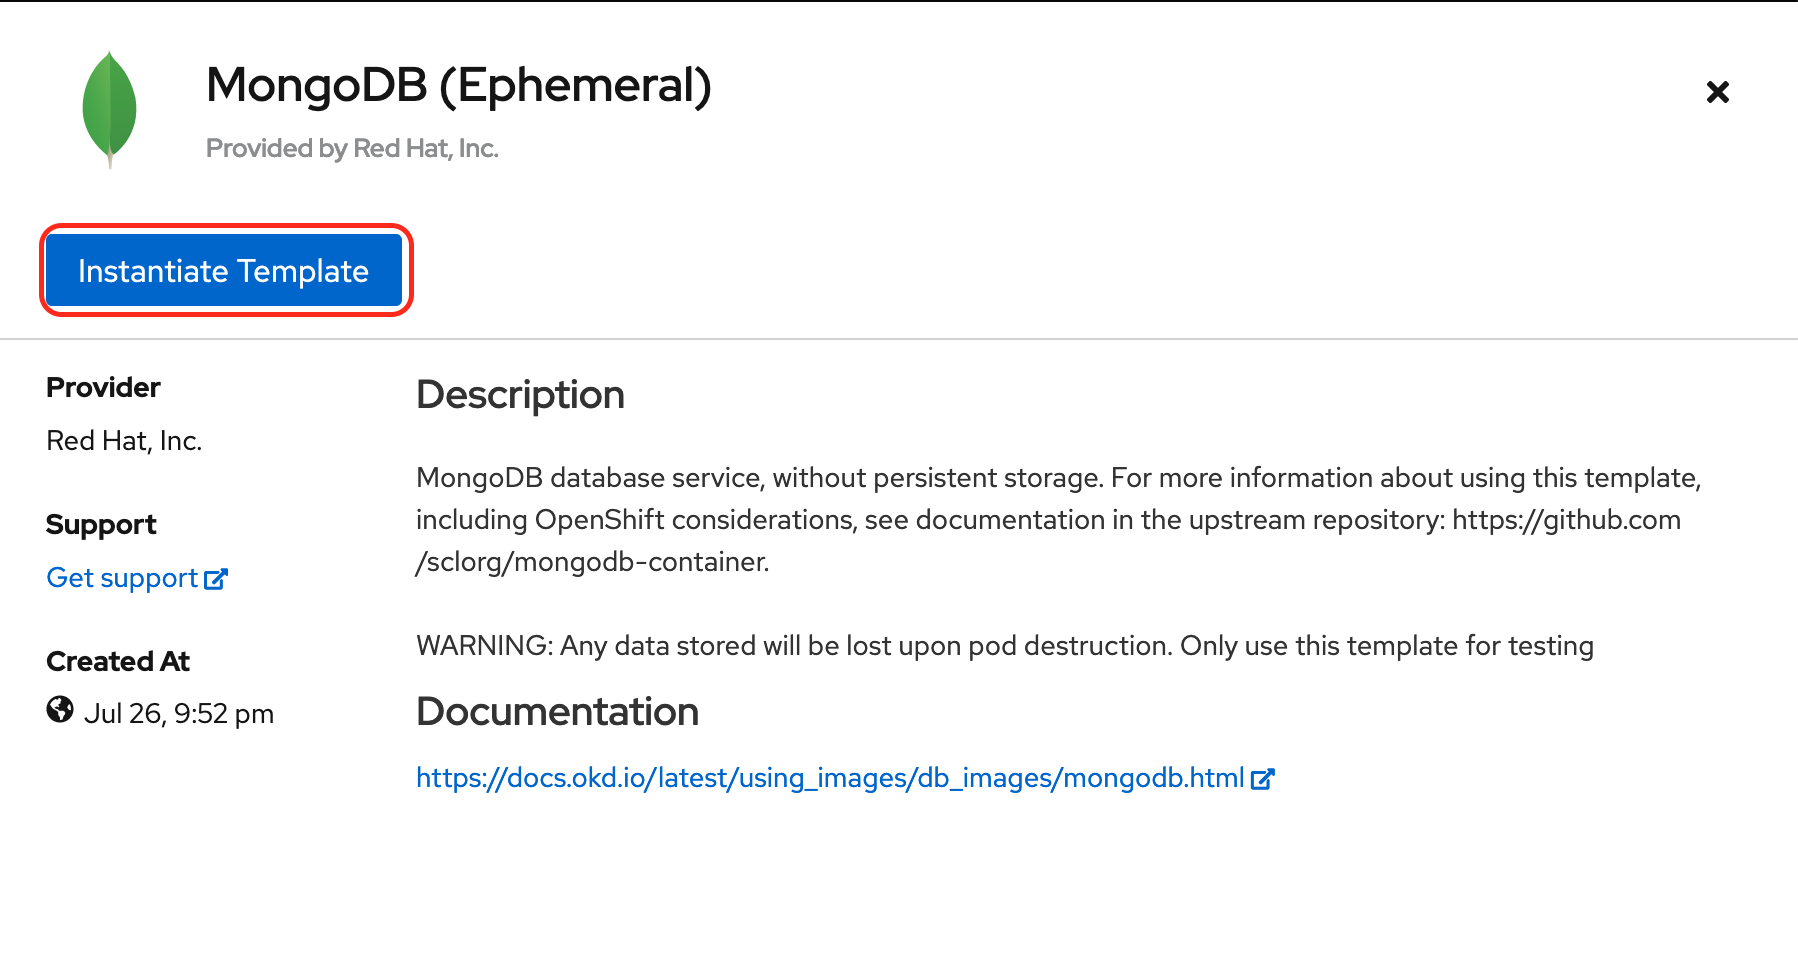 MongoDB (Ephemeral)
Provided by Red Hat, Inc.
Instantiate Template
Provider
Red Hat, Inc.
Support
Get support
Created At
Jul 26, 9:52 pm
Description
MongoDB database service, without persistent storage. For more information about using this template,
including OpenShift considerations, see documentation in the upstream repository: https://github.com
/sclorg/mongodb-container.
WARNING: Any data stored will be lost upon pod destruction. Only use this template for testing
Documentation
https://docs.okd.io/latest/using_images/db_images/mongodb.html